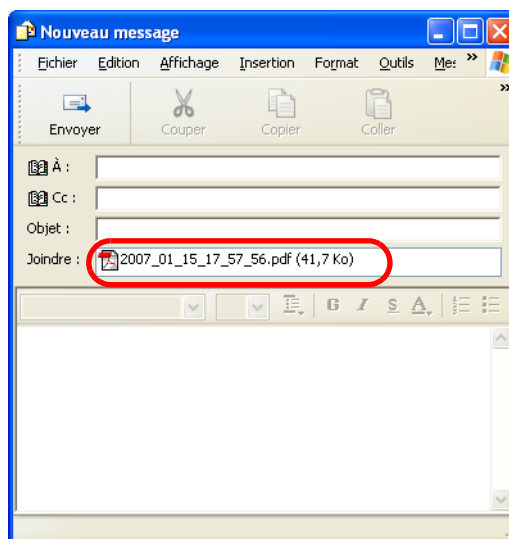 Nouveau message
Fichier Edition Affichage Insertion Format Outils Mes »
»
Envoyer Couper Copier Coller
À :
Cc :
Objet :
Joindre : 2007_01_15_17_57_56.pdf (41,7 Ko)
G I S A